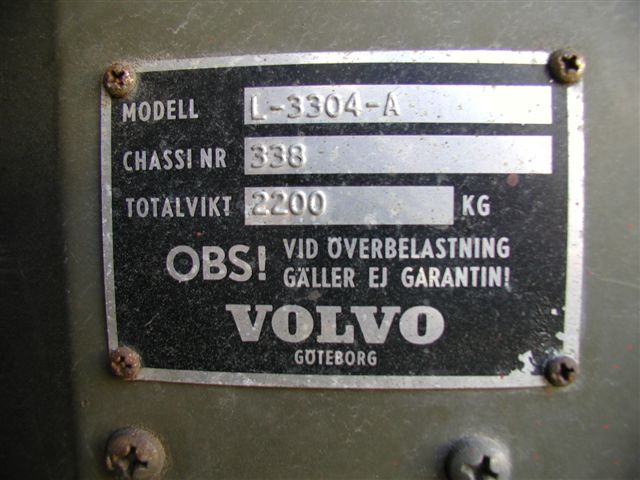 MODELL L-3304-A
CHASSI NR 338
TOTALVIKT 2200 KG
OBS! VID ÖVERBELASTNING
GÄLLER EJ GARANTIN!
VOLVO
GÖTEBORG